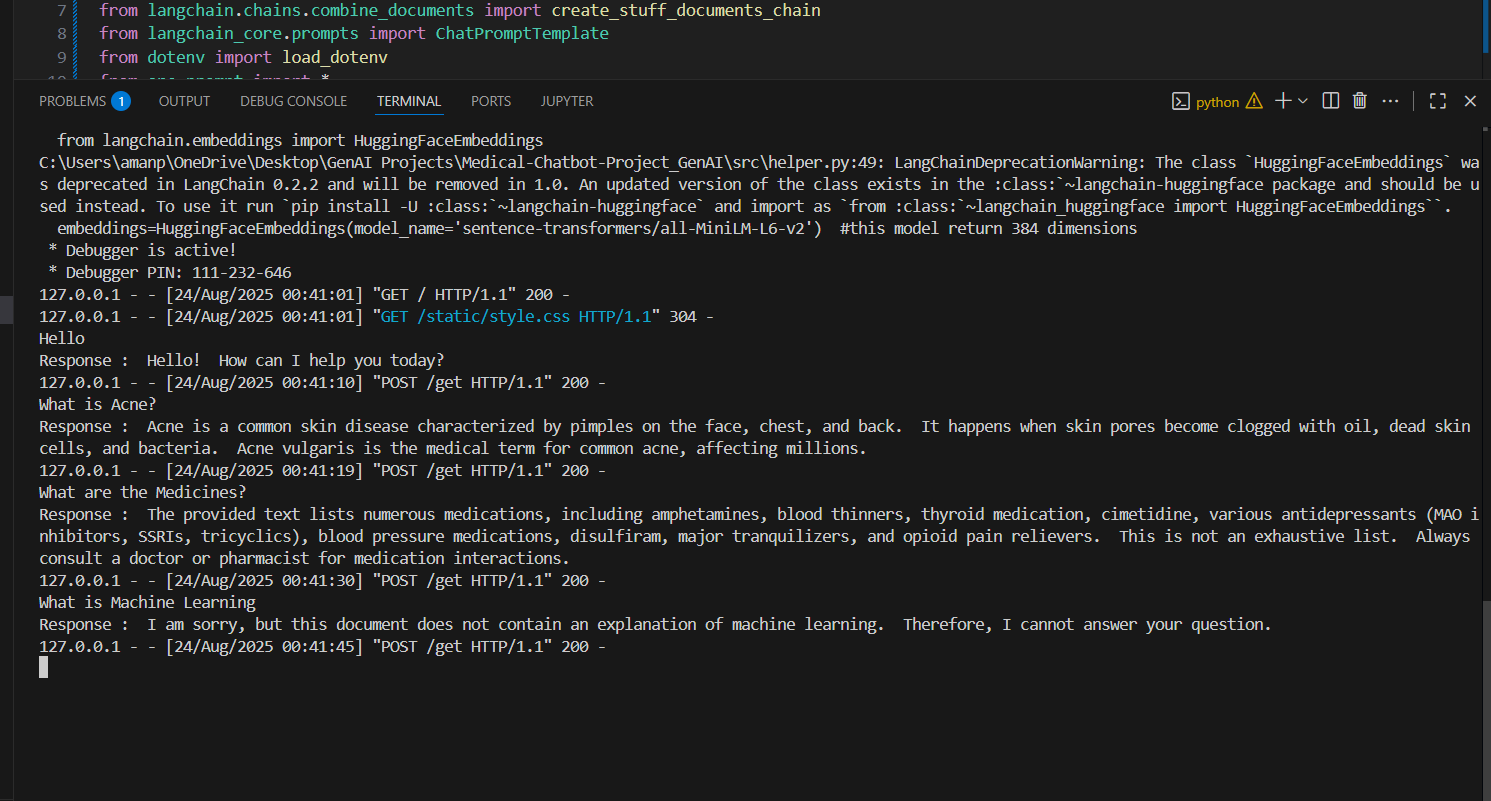 7 from langchain.chains.combine_documents import create_stuff_documents_chain
8 from langchain_core.prompts import ChatPromptTemplate
9 from dotenv import load_dotenv
PROBLEMS 1 OUTPUT DEBUG CONSOLE TERMINAL PORTS JUPYTER python
from langchain.embeddings import HuggingFaceEmbeddings
C:\Users\amanp\OneDrive\Desktop\GenAI Projects\Medical-Chatbot-Project_GenAI\src\helper.py:49: LangChainDeprecationWarning: The class `HuggingFaceEmbeddings` wa
s deprecated in LangChain 0.2.2 and will be removed in 1.0. An updated version of the class exists in the :class:`~langchain-huggingface package and should be u
sed instead. To use it run `pip install -U :class:`~langchain-huggingface` and import as `from :class:`~langchain_huggingface import HuggingFaceEmbeddings``.
embeddings=HuggingFaceEmbeddings(model_name='sentence-transformers/all-MiniLM-L6-v2')  #this model return 384 dimensions
* Debugger is active!
* Debugger PIN: 111-232-646
127.0.0.1 - - [24/Aug/2025 00:41:01] "GET / HTTP/1.1" 200 -
127.0.0.1 - - [24/Aug/2025 00:41:01] "GET /static/style.css HTTP/1.1" 304 -
Hello
Response :  Hello!  How can I help you today?
127.0.0.1 - - [24/Aug/2025 00:41:10] "POST /get HTTP/1.1" 200 -
What is Acne?
Response :  Acne is a common skin disease characterized by pimples on the face, chest, and back.  It happens when skin pores become clogged with oil, dead skin
cells, and bacteria.  Acne vulgaris is the medical term for common acne, affecting millions.
127.0.0.1 - - [24/Aug/2025 00:41:19] "POST /get HTTP/1.1" 200 -
What are the Medicines?
Response :  The provided text lists numerous medications, including amphetamines, blood thinners, thyroid medication, cimetidine, various antidepressants (MAO i
nhibitors, SSRIs, tricyclics), blood pressure medications, disulfiram, major tranquilizers, and opioid pain relievers.  This is not an exhaustive list.  Always
consult a doctor or pharmacist for medication interactions.
127.0.0.1 - - [24/Aug/2025 00:41:30] "POST /get HTTP/1.1" 200 -
What is Machine Learning
Response :  I am sorry, but this document does not contain an explanation of machine learning.  Therefore, I cannot answer your question.
127.0.0.1 - - [24/Aug/2025 00:41:45] "POST /get HTTP/1.1" 200 -